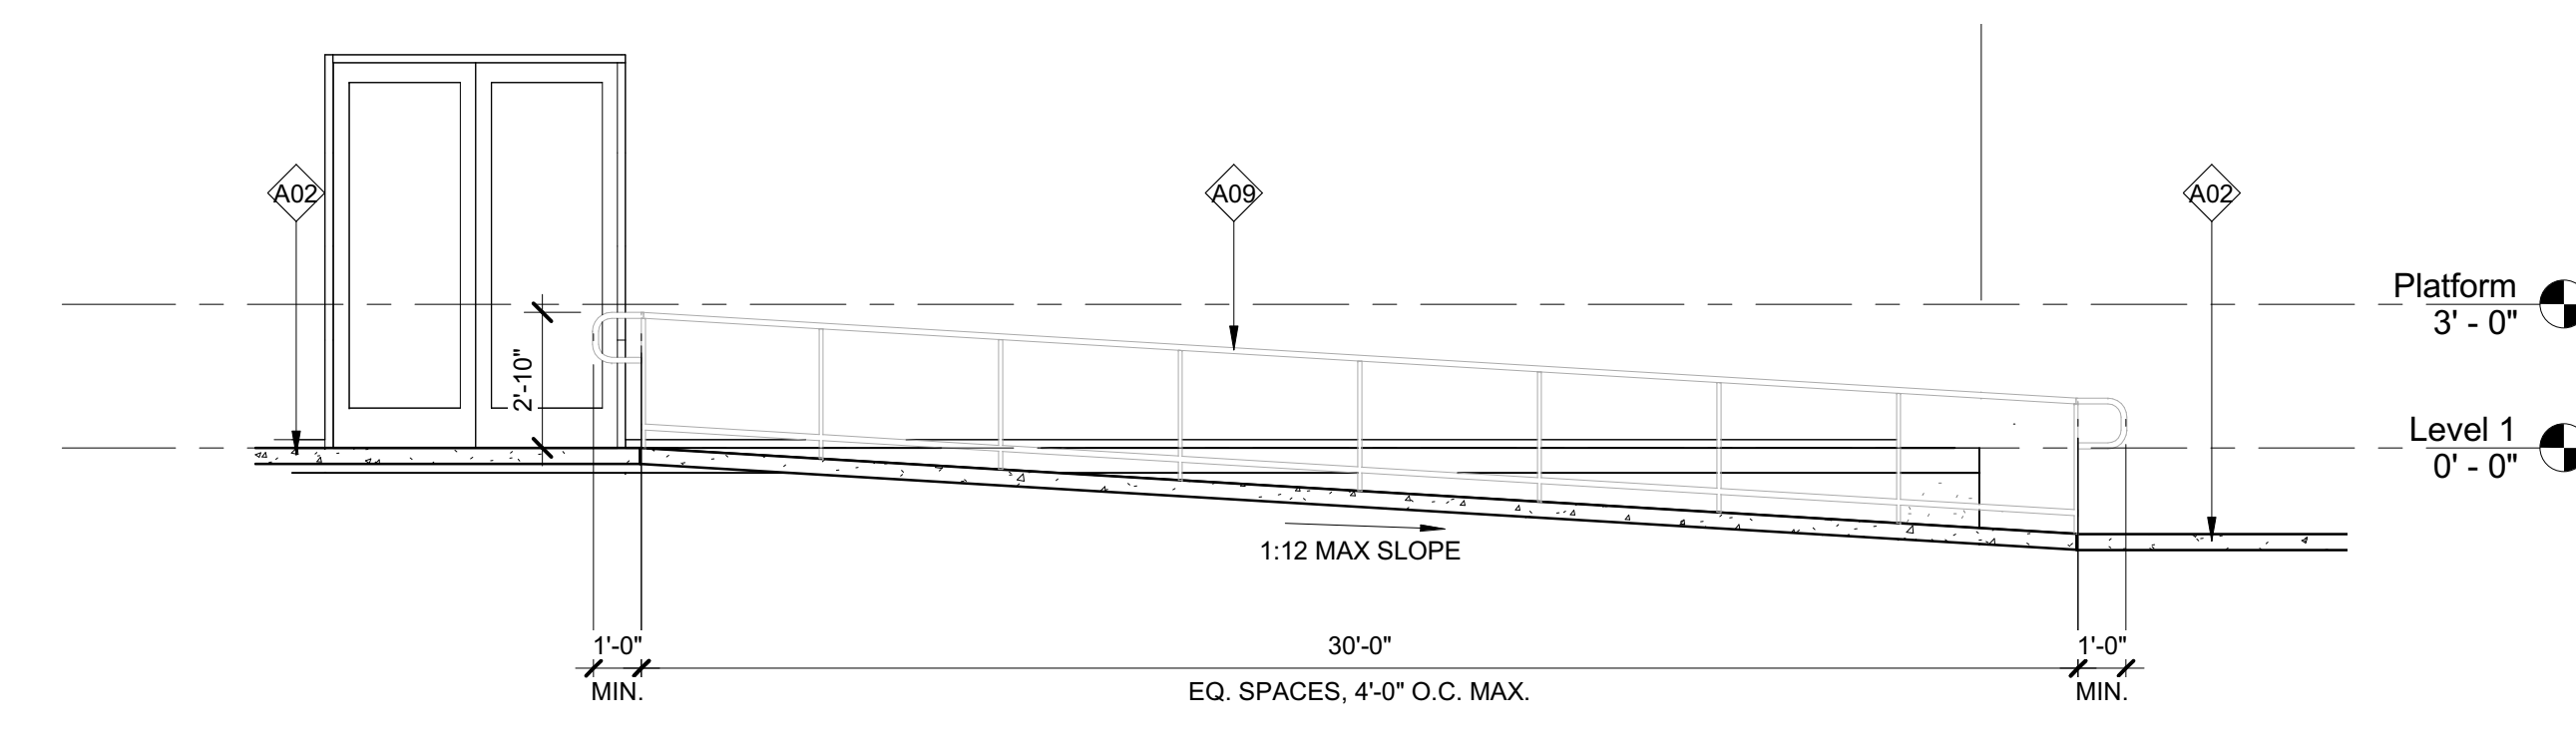 A02
A09
A02
Platform
3' - 0"
2'-10"
Level 1
0' - 0"
1:12 MAX SLOPE
1'-0"
30'-0"
1'-0"
MIN.
EQ. SPACES, 4'-0" O.C. MAX.
MIN.